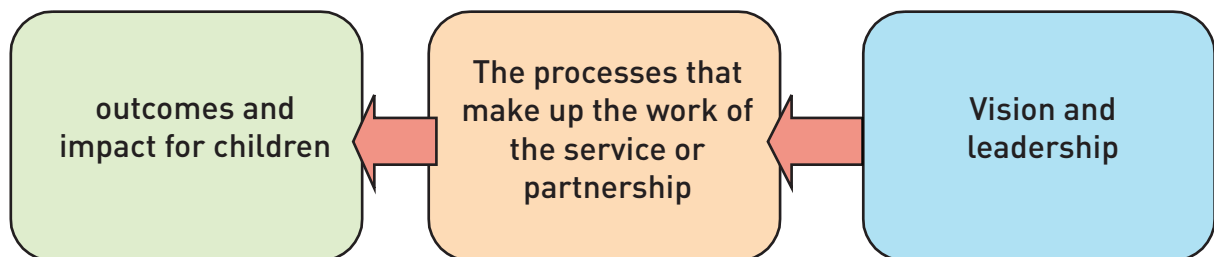 outcomes and
impact for children
The processes that
make up the work of
the service or
partnership
Vision and
leadership